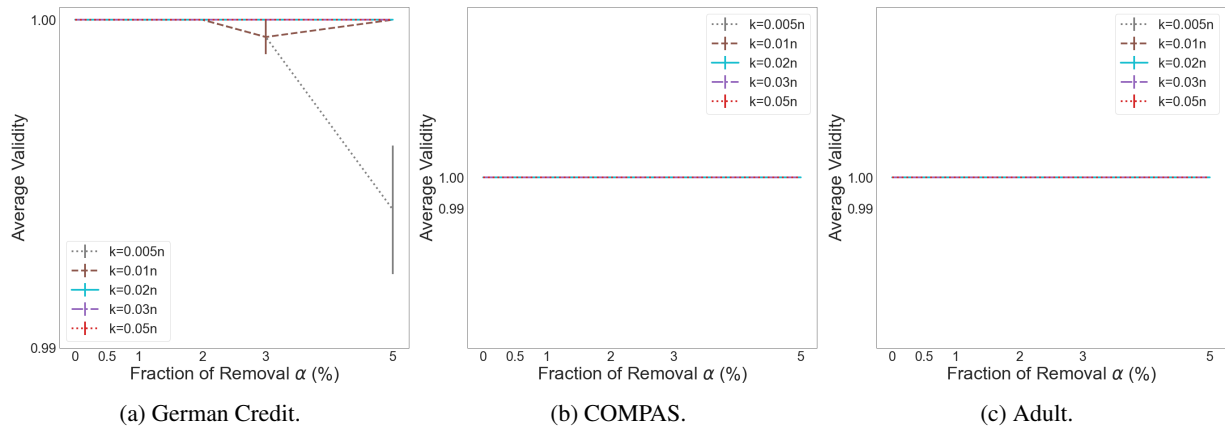 1.00
0.99
Average Validity
k=0.005n
k=0.01n
k=0.02n
k=0.03n
k=0.05n
0 0.5 1 2 3 5
Fraction of Removal α (%)
(a) German Credit.
1.00
0.99
Average Validity
k=0.005n
k=0.01n
k=0.02n
k=0.03n
k=0.05n
0 0.5 1 2 3 5
Fraction of Removal α (%)
(b) COMPAS.
1.00
0.99
Average Validity
k=0.005n
k=0.01n
k=0.02n
k=0.03n
k=0.05n
0 0.5 1 2 3 5
Fraction of Removal α (%)
(c) Adult.